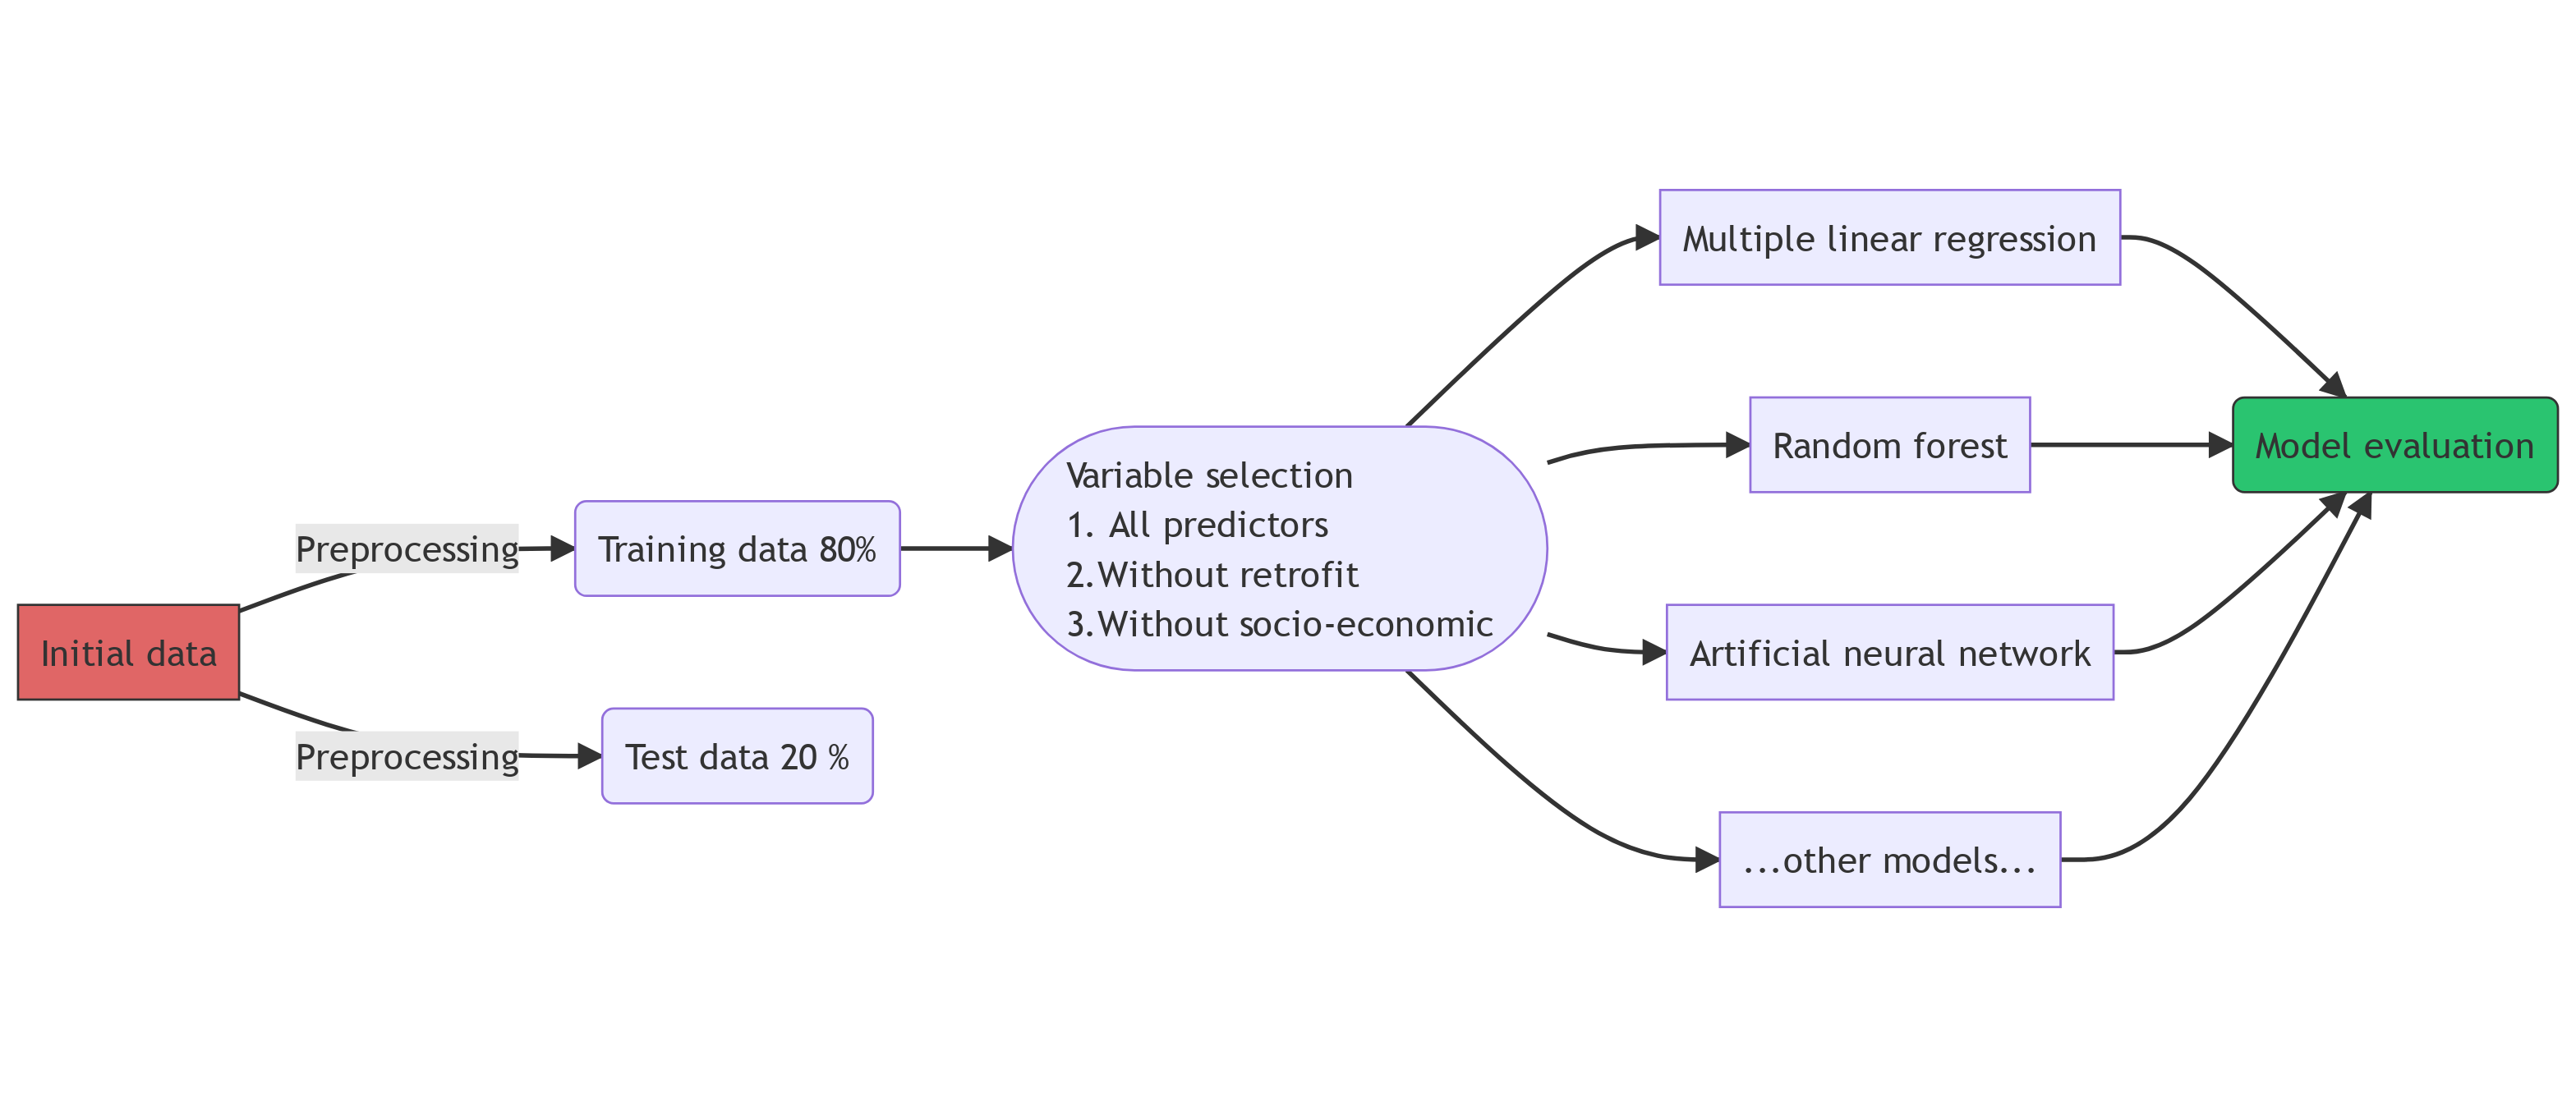 Initial data
Preprocessing
Preprocessing
Training data 80%
Test data 20 %
Variable selection
1. All predictors
2.Without retrofit
3.Without socio-economic
Multiple linear regression
Random forest
Artificial neural network
...other models...
Model evaluation